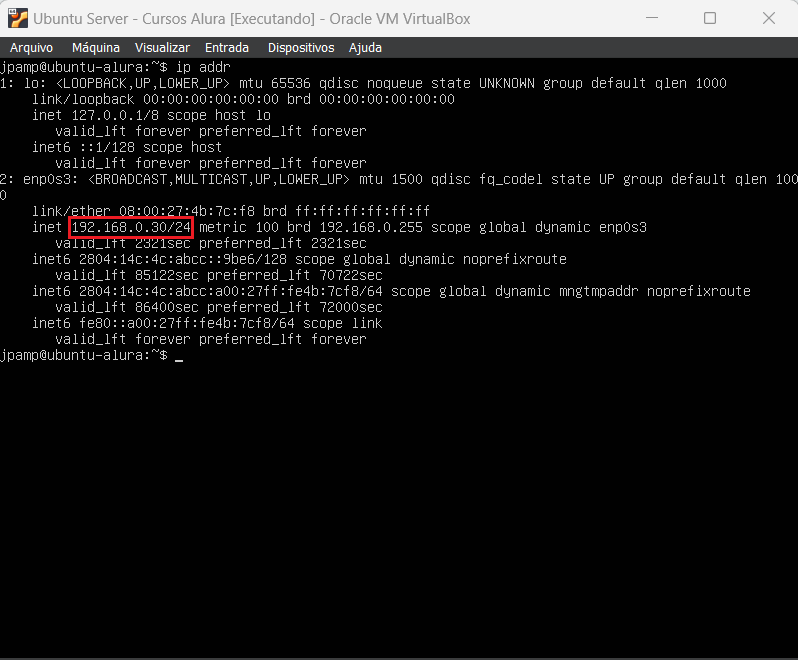 Ubuntu Server - Cursos Alura [Executando] - Oracle VM VirtualBox
Arquivo Máquina Visualizar Entrada Dispositivos Ajuda
jpamp@ubuntu-alura:~$ ip addr
1: lo: <LOOPBACK,UP,LOWER_UP> mtu 65536 qdisc noqueue state UNKNOWN group default qlen 1000
    link/loopback 00:00:00:00:00:00 brd 00:00:00:00:00:00
    inet 127.0.0.1/8 scope host lo
       valid_lft forever preferred_lft forever
    inet6 ::1/128 scope host
       valid_lft forever preferred_lft forever
2: enp0s3: <BROADCAST,MULTICAST,UP,LOWER_UP> mtu 1500 qdisc fq_codel state UP group default qlen 100
0
    link/ether 08:00:27:4b:7c:f8 brd ff:ff:ff:ff:ff:ff
    inet 192.168.0.30/24 metric 100 brd 192.168.0.255 scope global dynamic enp0s3
       valid_lft 2321sec preferred_lft 2321sec
    inet6 2804:14c:4c:abcc::9be6/128 scope global dynamic noprefixroute
       valid_lft 85122sec preferred_lft 70722sec
    inet6 2804:14c:4c:abcc:a00:27ff:fe4b:7cf8/64 scope global dynamic mngtmpaddr noprefixroute
       valid_lft 86400sec preferred_lft 72000sec
    inet6 fe80::a00:27ff:fe4b:7cf8/64 scope link
       valid_lft forever preferred_lft forever
jpamp@ubuntu-alura:~$ _